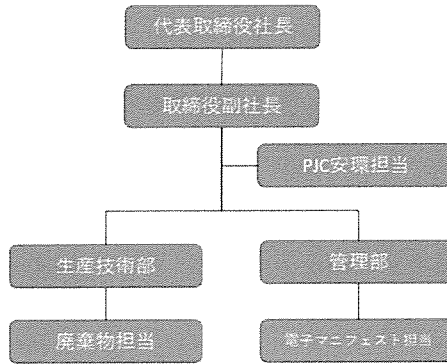 代表取締役社長
取締役副社長
PJC安環担当
生産技術部
管理部
廃棄物担当
電子マニフェスト担当